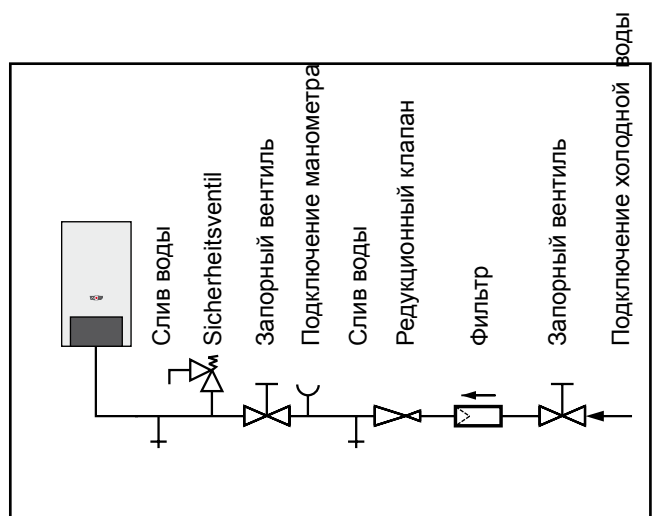 Слив воды
Sicherheitsventil
Запорный вентиль
Подключение манометра
Слив воды
Редукционный клапан
Фильтр
Запорный вентиль
Подключение холодной воды